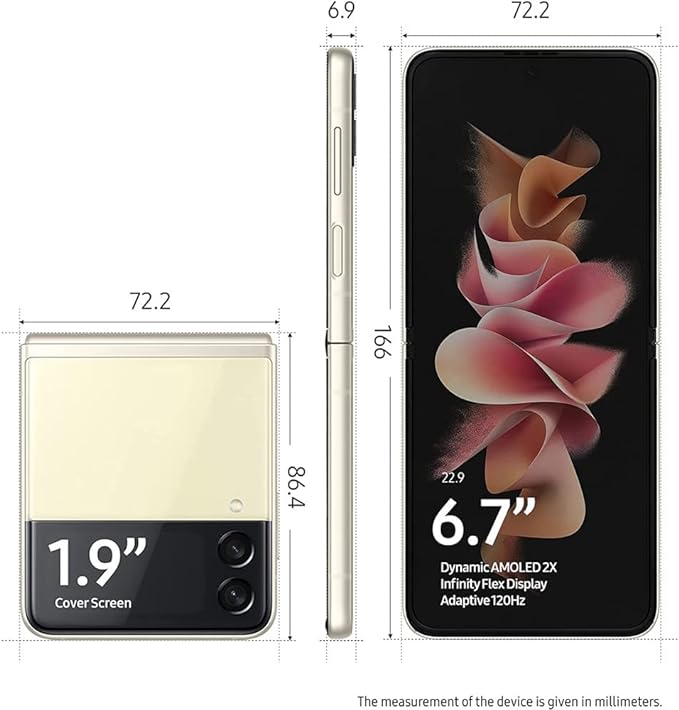 6.9
72.2
72.2
166
86.4
22.9
6.7”
Dynamic AMOLED 2X
Infinity Flex Display
Adaptive 120Hz
1.9”
Cover Screen
The measurement of the device is given in millimeters.